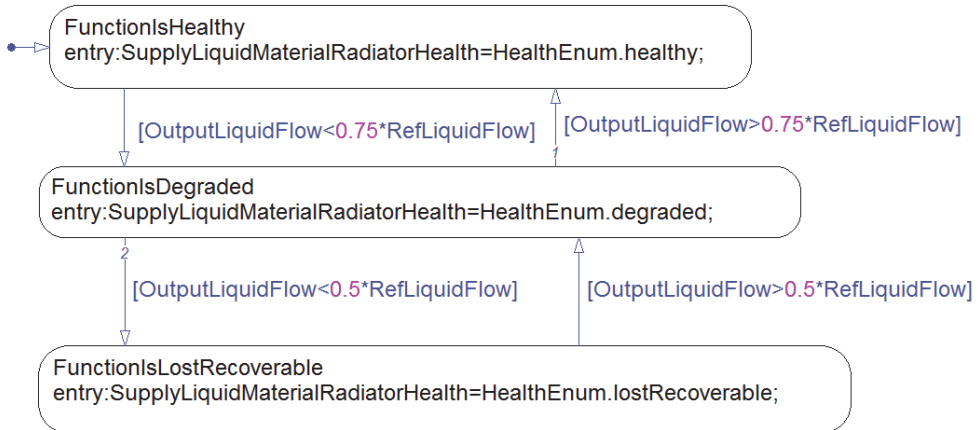 FunctionIsHealthy
entry:SupplyLiquidMaterialRadiatorHealth=HealthEnum.healthy;
[OutputLiquidFlow<0.75*RefLiquidFlow]
[OutputLiquidFlow>0.75*RefLiquidFlow]
1
FunctionIsDegraded
entry:SupplyLiquidMaterialRadiatorHealth=HealthEnum.degraded;
2
[OutputLiquidFlow<0.5*RefLiquidFlow]
[OutputLiquidFlow>0.5*RefLiquidFlow]
FunctionIsLostRecoverable
entry:SupplyLiquidMaterialRadiatorHealth=HealthEnum.lostRecoverable;